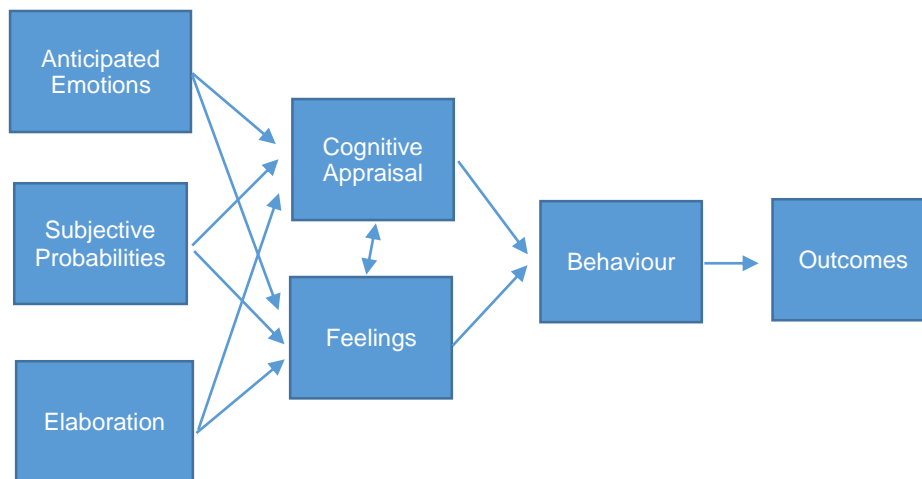 Anticipated
Emotions
Cognitive
Appraisal
Subjective
Probabilities
Behaviour
Outcomes
Feelings
Elaboration